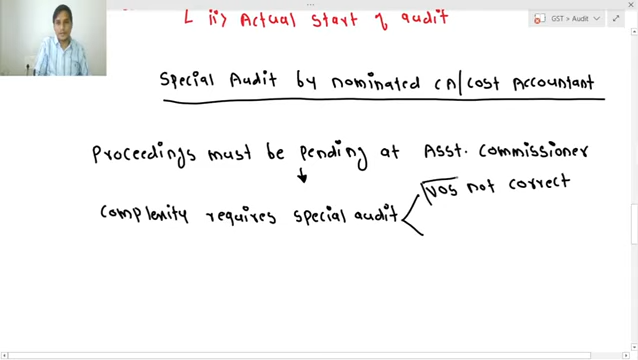 GST > Audit
L ii> Actual start of audit
Special Audit by nominated CA/Cost Accountant
Proceedings must be pending at Asst. Commissioner
VOS not correct
Complexity requires special audit